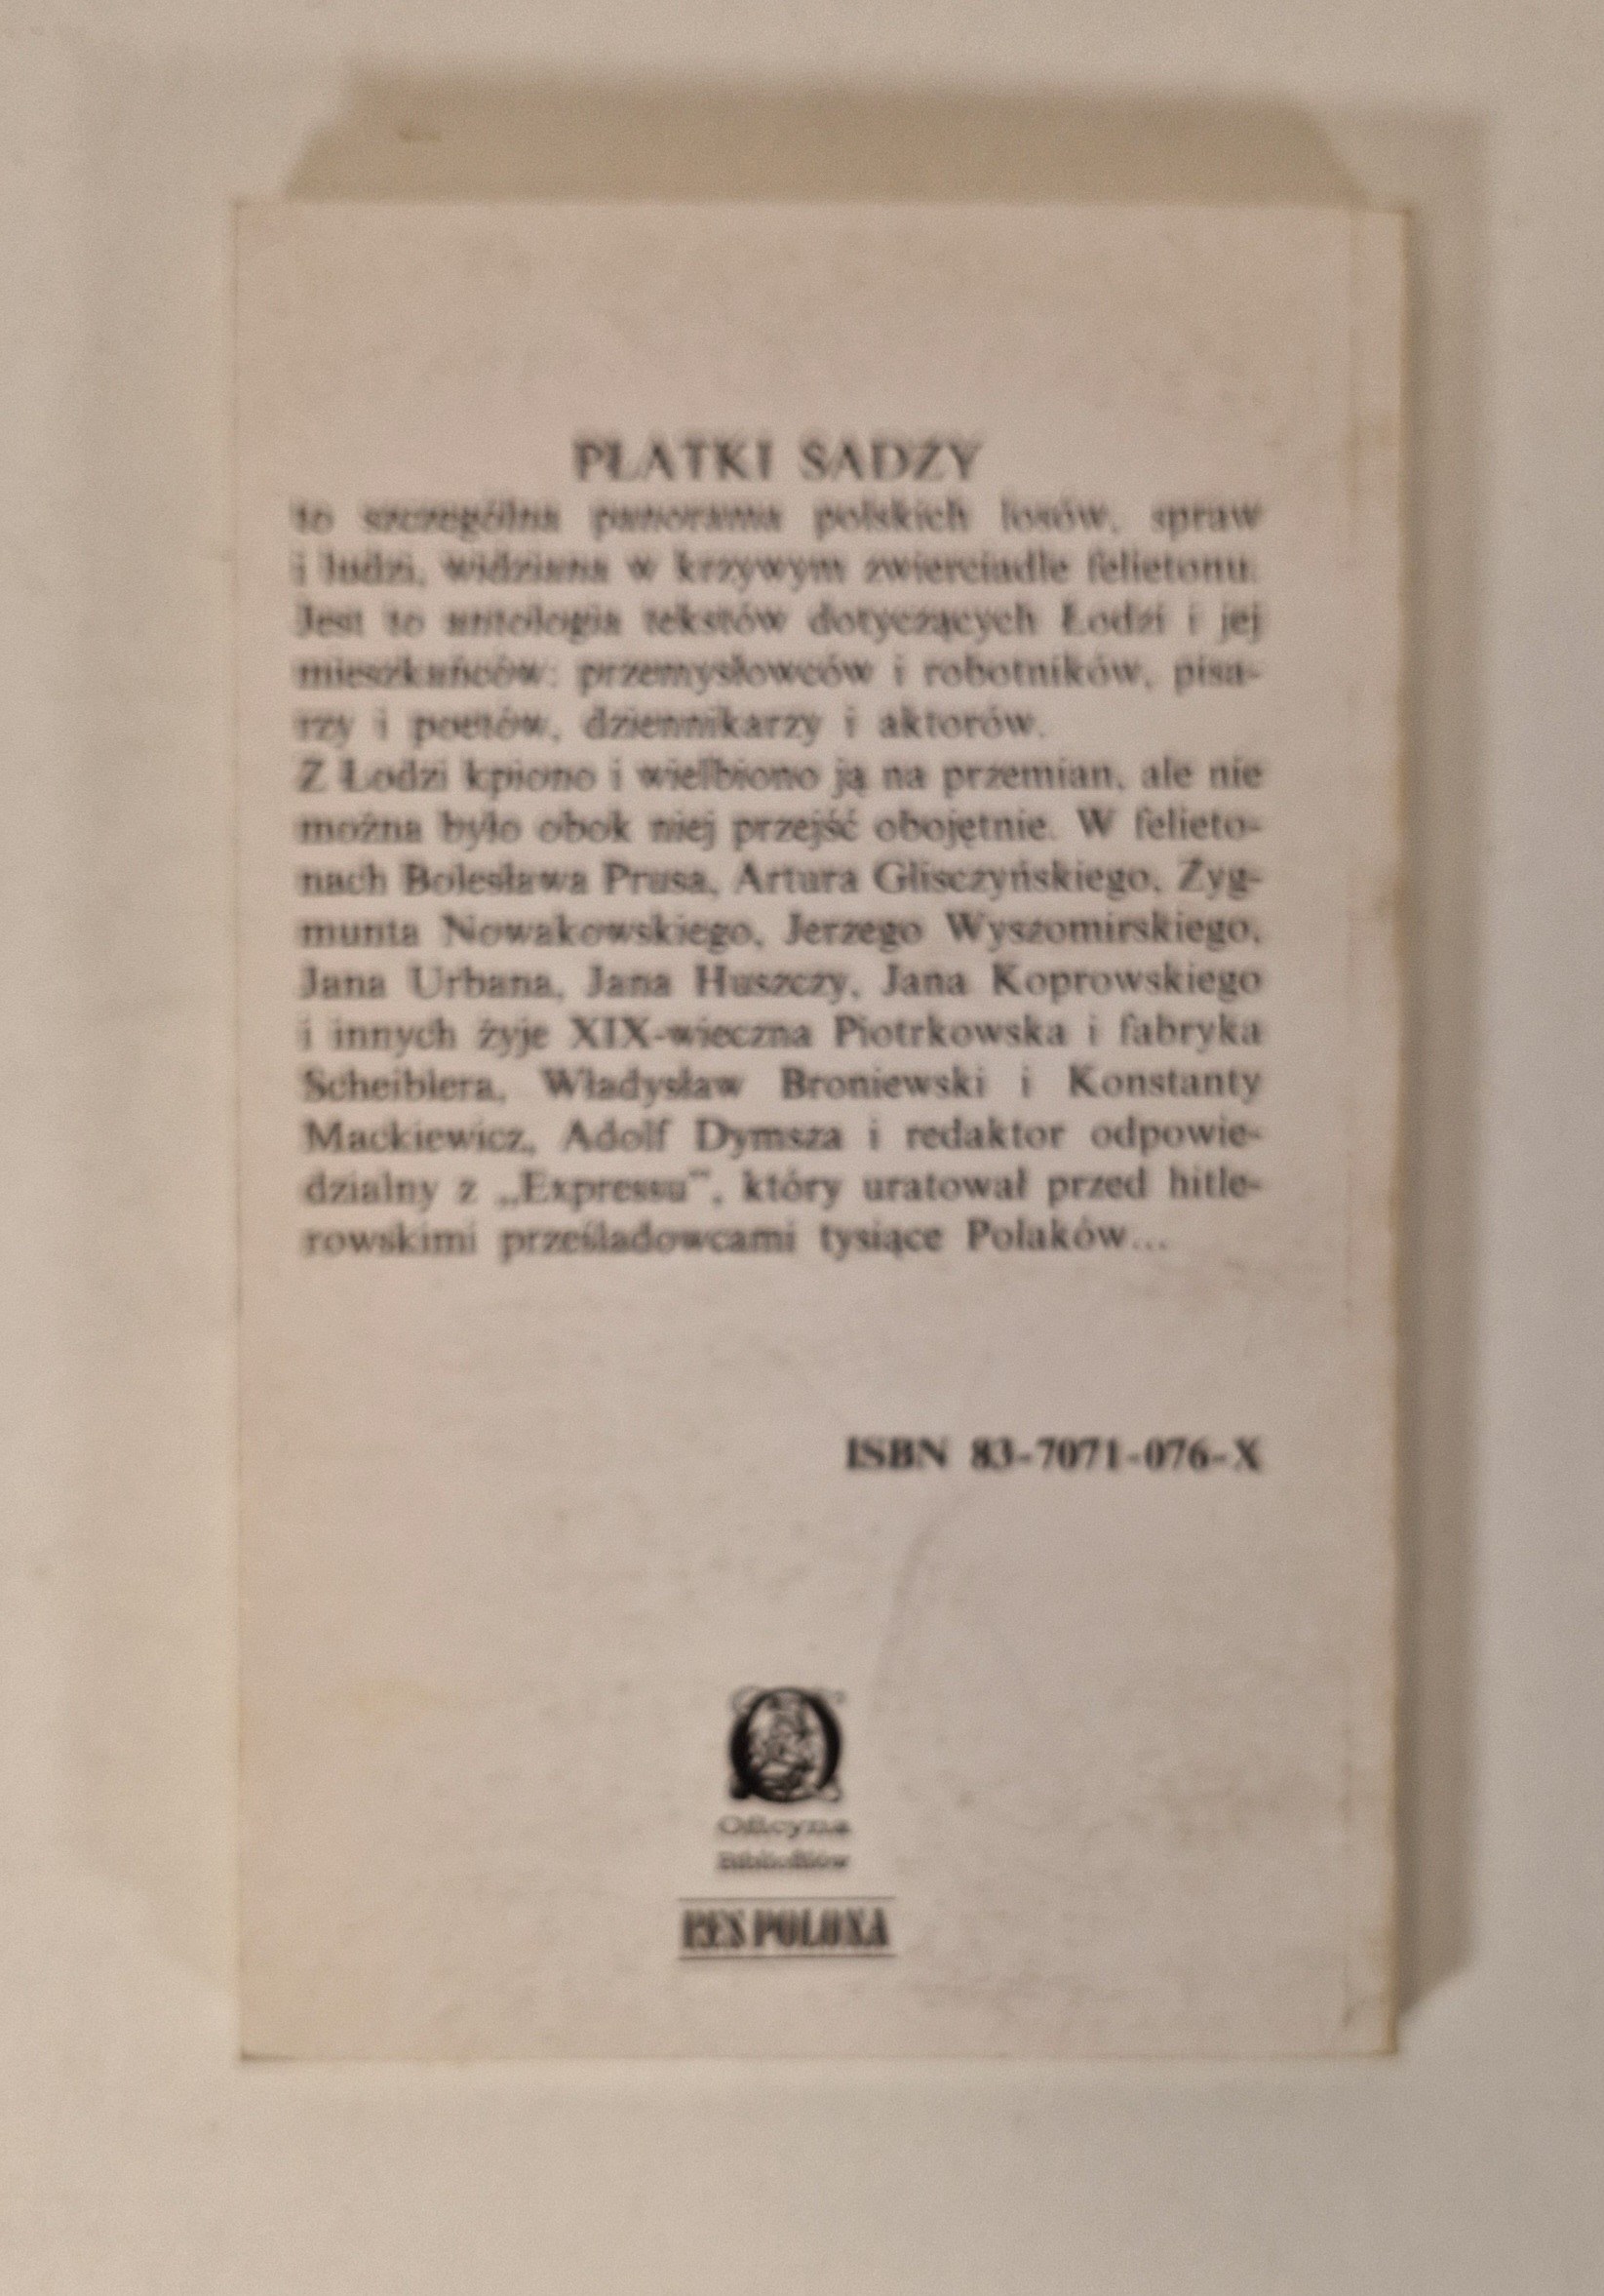 PŁATKI SADZY
to szczególna panorama polskich losów, spraw
i ludzi, widziana w krzywym zwierciadle felietonu.
Jest to antologia tekstów dotyczących Łodzi i jej
mieszkańców: przemysłowców i robotników, pisa-
rzy i poetów, dziennikarzy i aktorów.
Z Łodzi kpiono i wielbiono ją na przemian, ale nie
można było obok niej przejść obojętnie. W felieto-
nach Bolesława Prusa, Artura Glisczyńskiego, Zyg-
munta Nowakowskiego, Jerzego Wyszomirskiego,
Jana Urbana, Jana Huszczy, Jana Koprowskiego
i innych żyje XIX-wieczna Piotrkowska i fabryka
Scheiblera, Władysław Broniewski i Konstanty
Mackiewicz, Adolf Dymsza i redaktor odpowie-
dzialny z „Expressu", który uratował przed hitle-
rowskimi prześladowcami tysiące Polaków...
ISBN 83-7071-076-X
Oficyna
Bibliofilów
RES POLONA